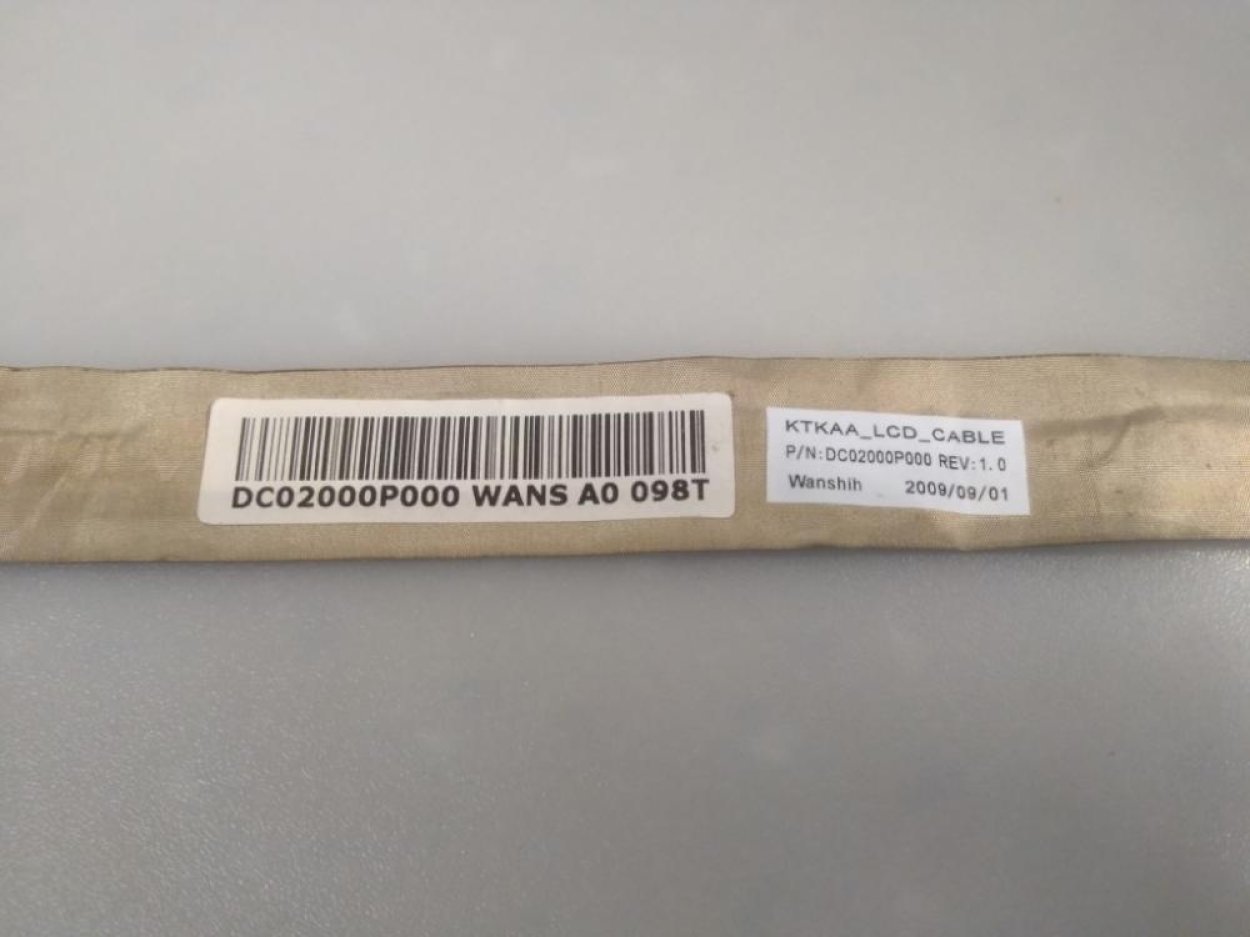 DC02000P000 WANS A0 098T
KTKAA_LCD_CABLE
P/N:DC02000P000 REV:1.0
Wanshih 2009/09/01